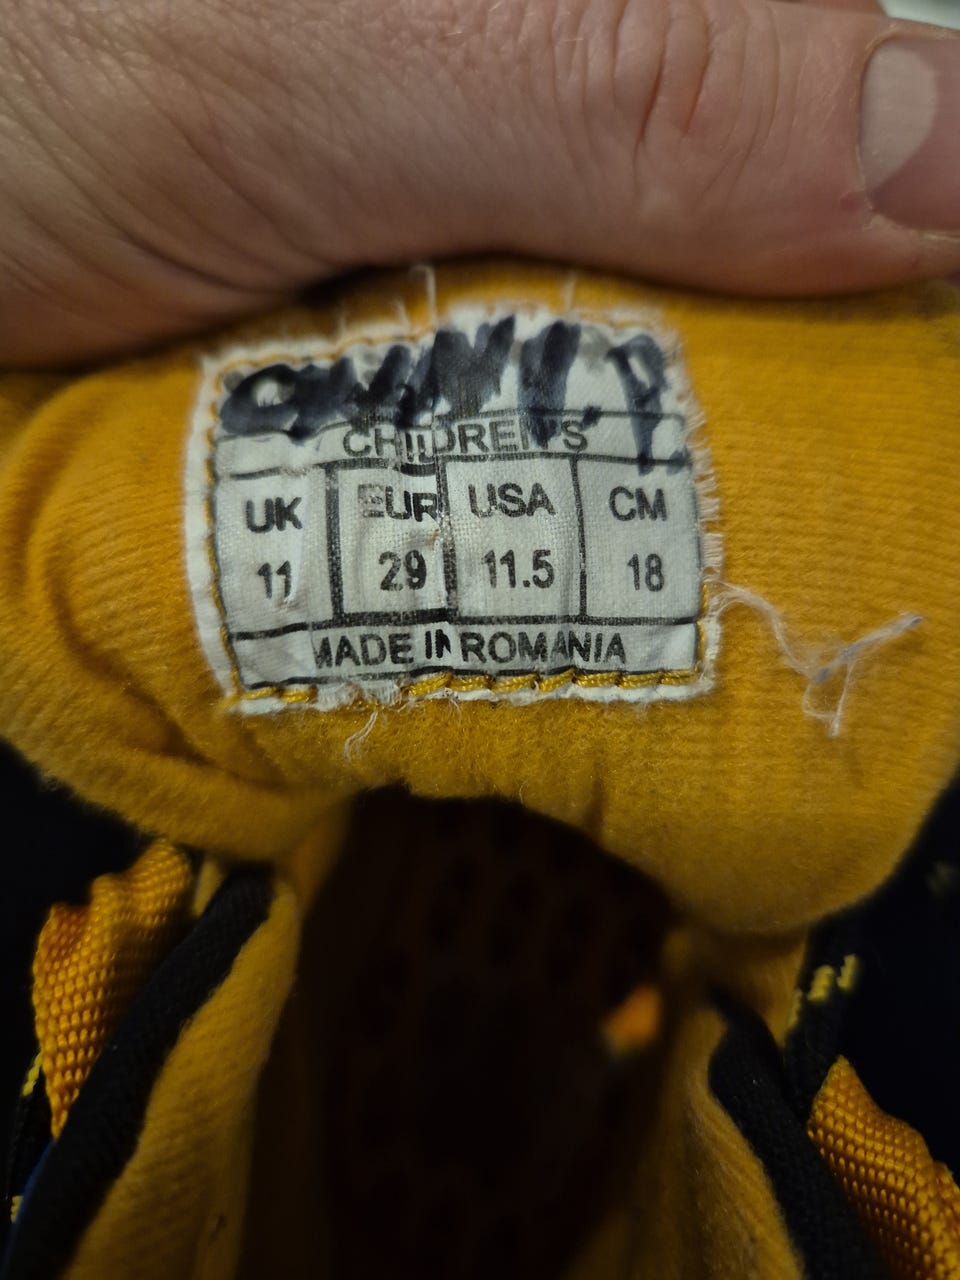 CHILDREN'S
UK EUR USA CM
11 29 11.5 18
MADE IN ROMANIA